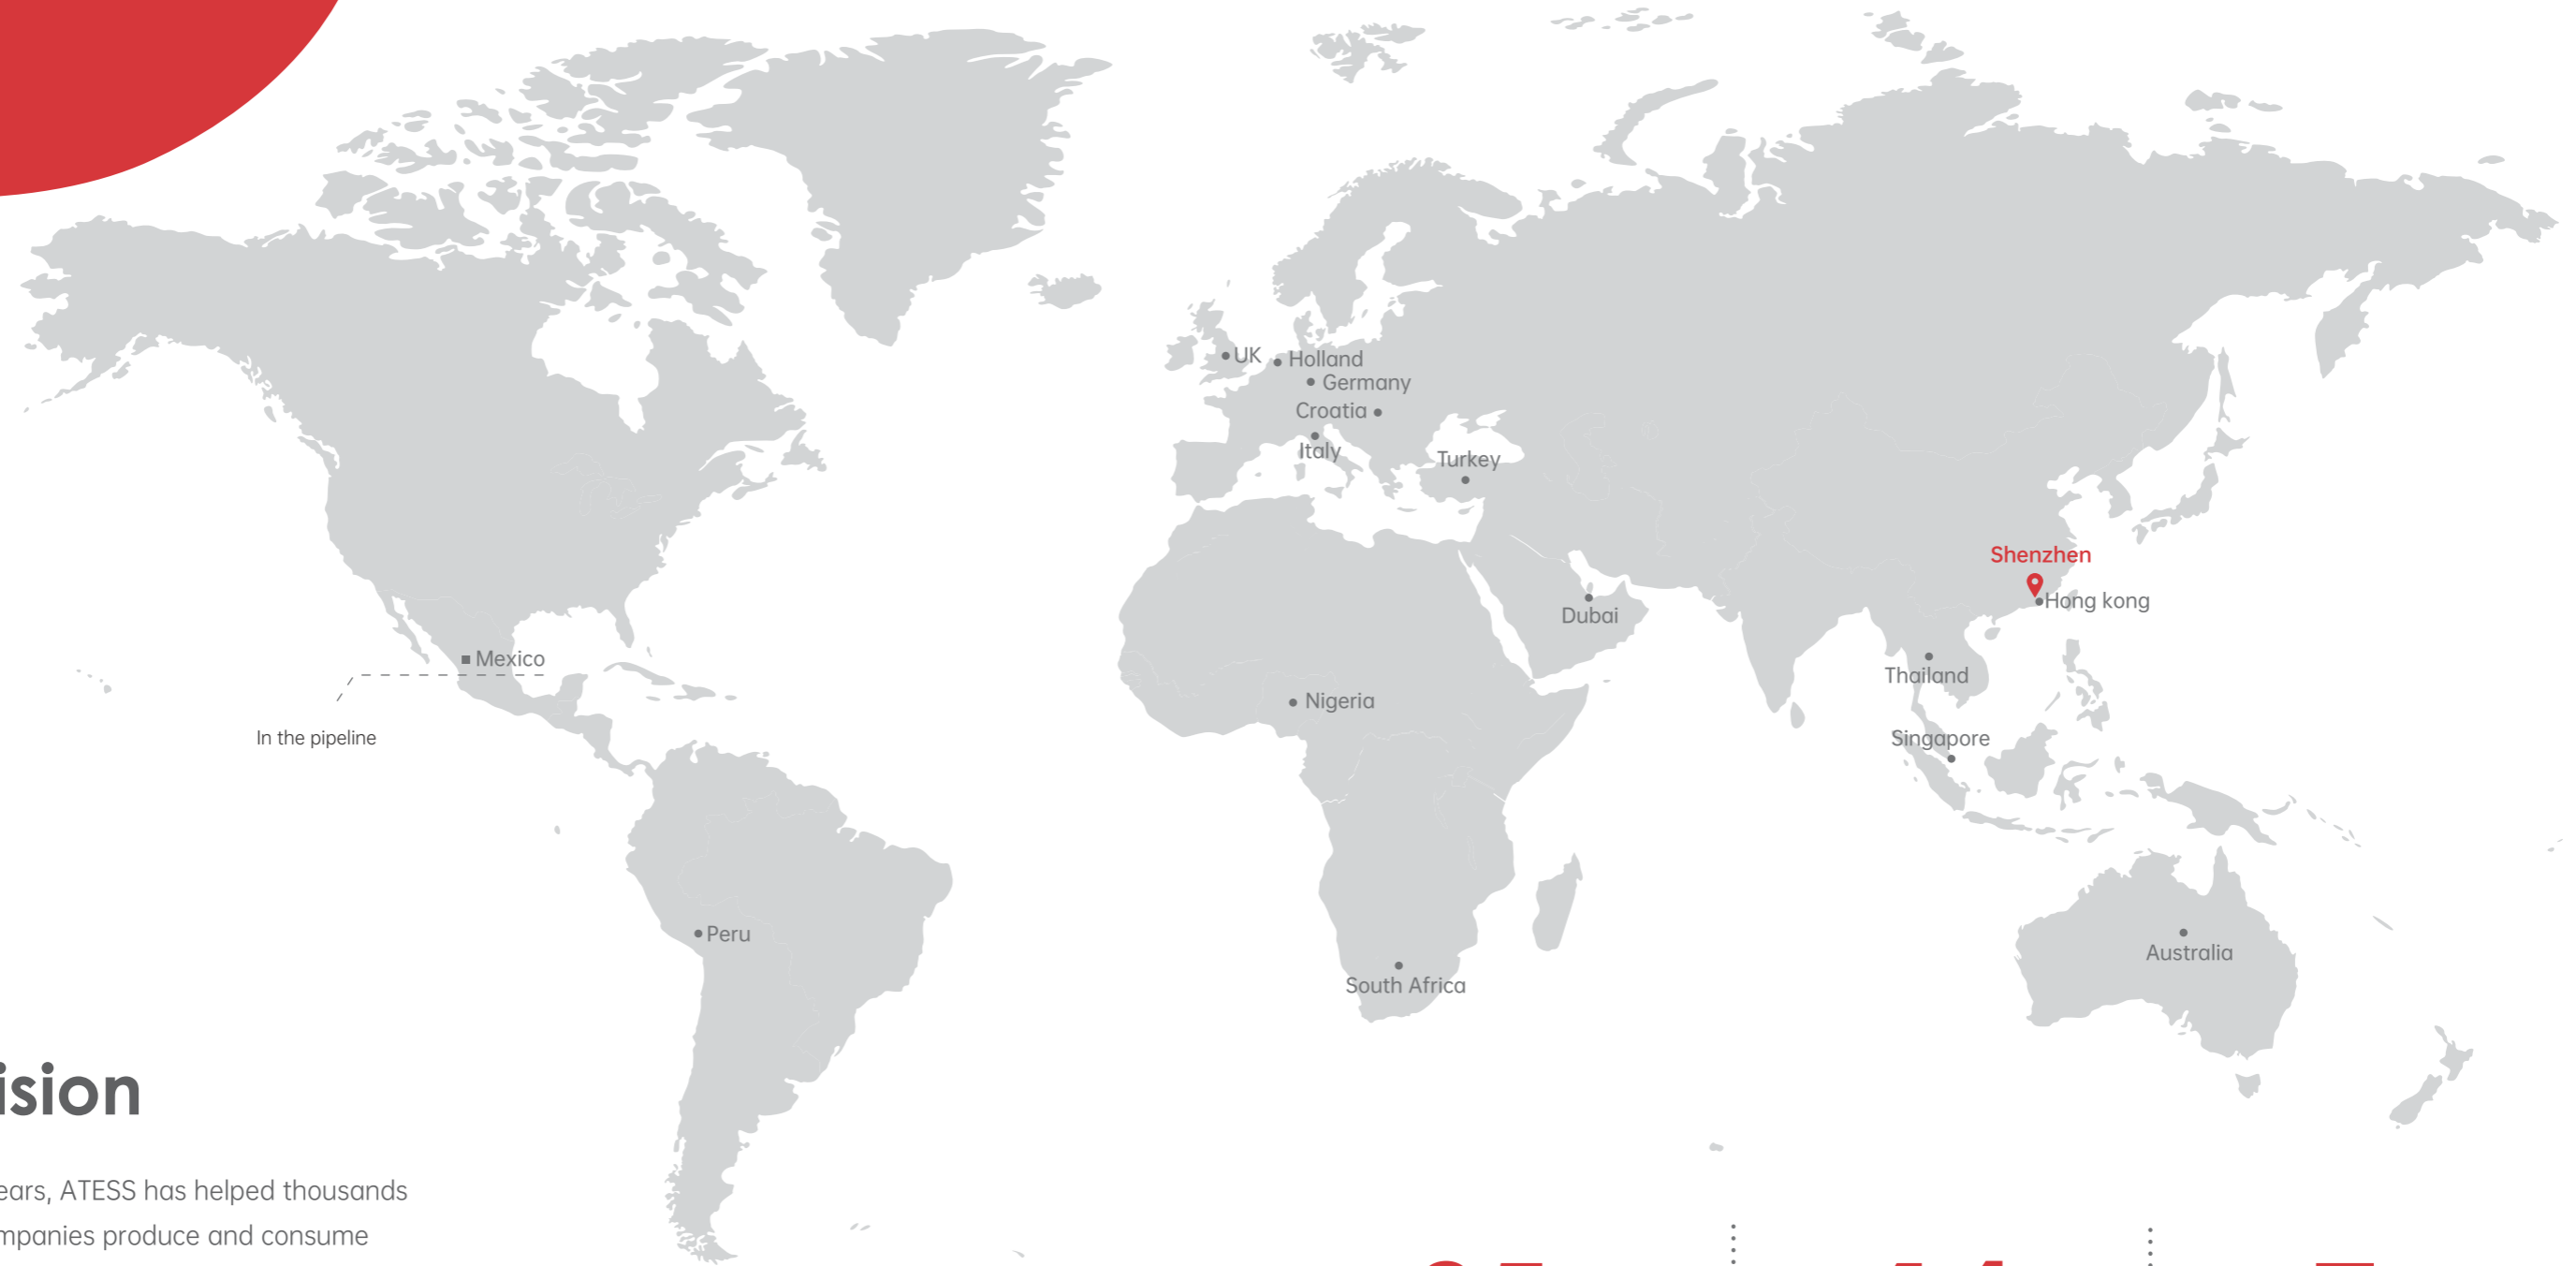 UK
Holland
Germany
Croatia
Italy
Turkey
Shenzhen
Hong kong
Dubai
Mexico
Thailand
Nigeria
In the pipeline
Singapore
Peru
Australia
South Africa
ision
ears, ATESS has helped thousands
mpanies produce and consume